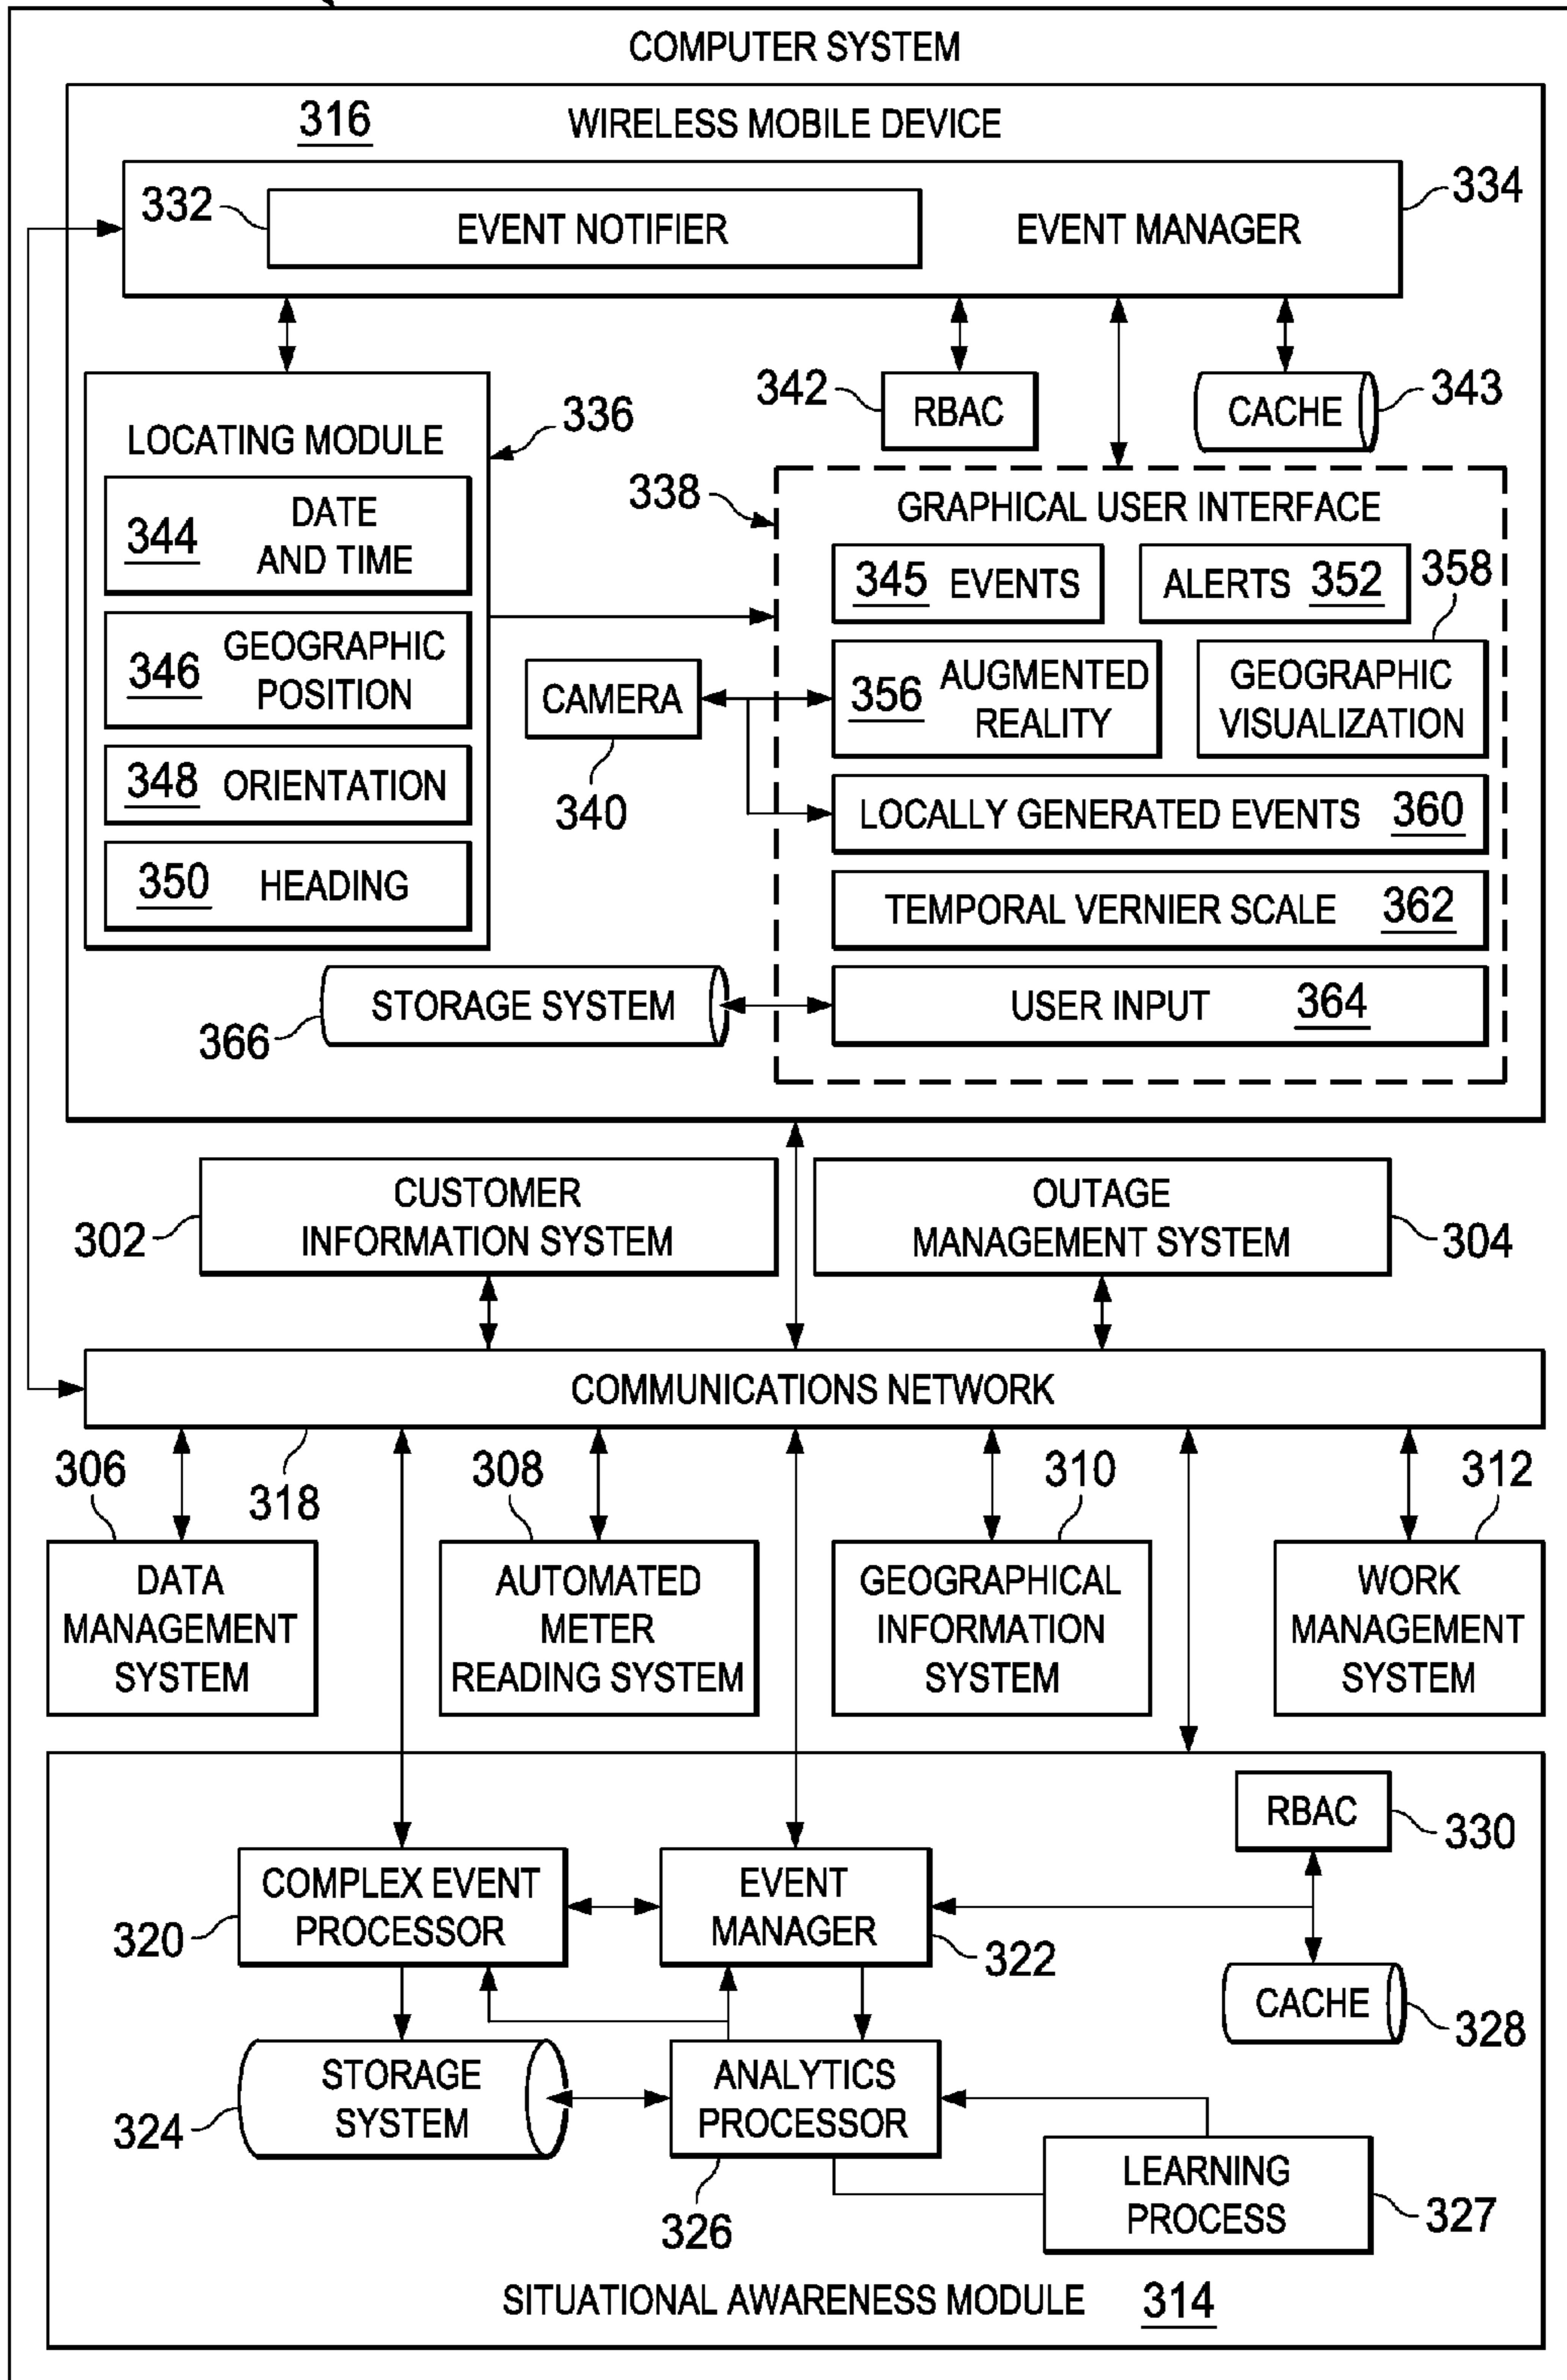 COMPUTER SYSTEM
316 WIRELESS MOBILE DEVICE
332 EVENT NOTIFIER EVENT MANAGER 334
LOCATING MODULE 336
344 DATE
AND TIME
346 GEOGRAPHIC
POSITION
348 ORIENTATION
350 HEADING
342 RBAC
CACHE 343
338 GRAPHICAL USER INTERFACE
345 EVENTS
ALERTS 352
358
356 AUGMENTED
REALITY
GEOGRAPHIC
VISUALIZATION
CAMERA
340
LOCALLY GENERATED EVENTS 360
TEMPORAL VERNIER SCALE 362
USER INPUT 364
STORAGE SYSTEM
366
302 CUSTOMER
INFORMATION SYSTEM
OUTAGE
MANAGEMENT SYSTEM 304
COMMUNICATIONS NETWORK
318
306
DATA
MANAGEMENT
SYSTEM
308
AUTOMATED
METER
READING SYSTEM
310
GEOGRAPHICAL
INFORMATION
SYSTEM
312
WORK
MANAGEMENT
SYSTEM
RBAC 330
320 COMPLEX EVENT
PROCESSOR
EVENT
MANAGER 322
CACHE 328
324 STORAGE
SYSTEM
ANALYTICS
PROCESSOR
326
LEARNING
PROCESS 327
SITUATIONAL AWARENESS MODULE 314